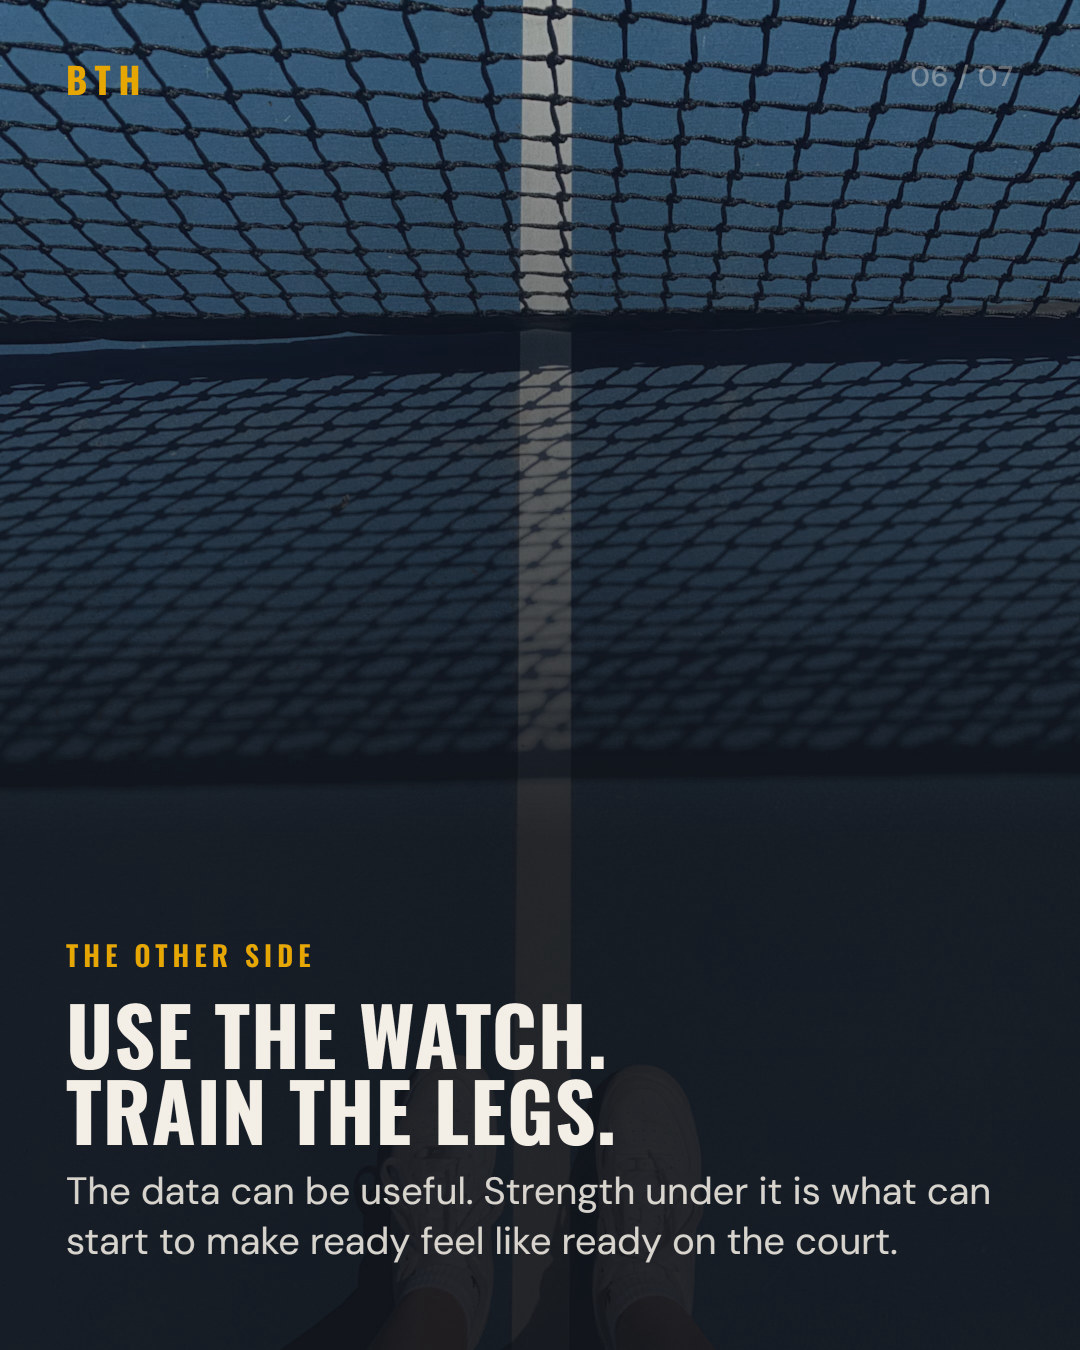 BTH
06 / 07
THE OTHER SIDE
USE THE WATCH.
TRAIN THE LEGS.
The data can be useful. Strength under it is what can
start to make ready feel like ready on the court.